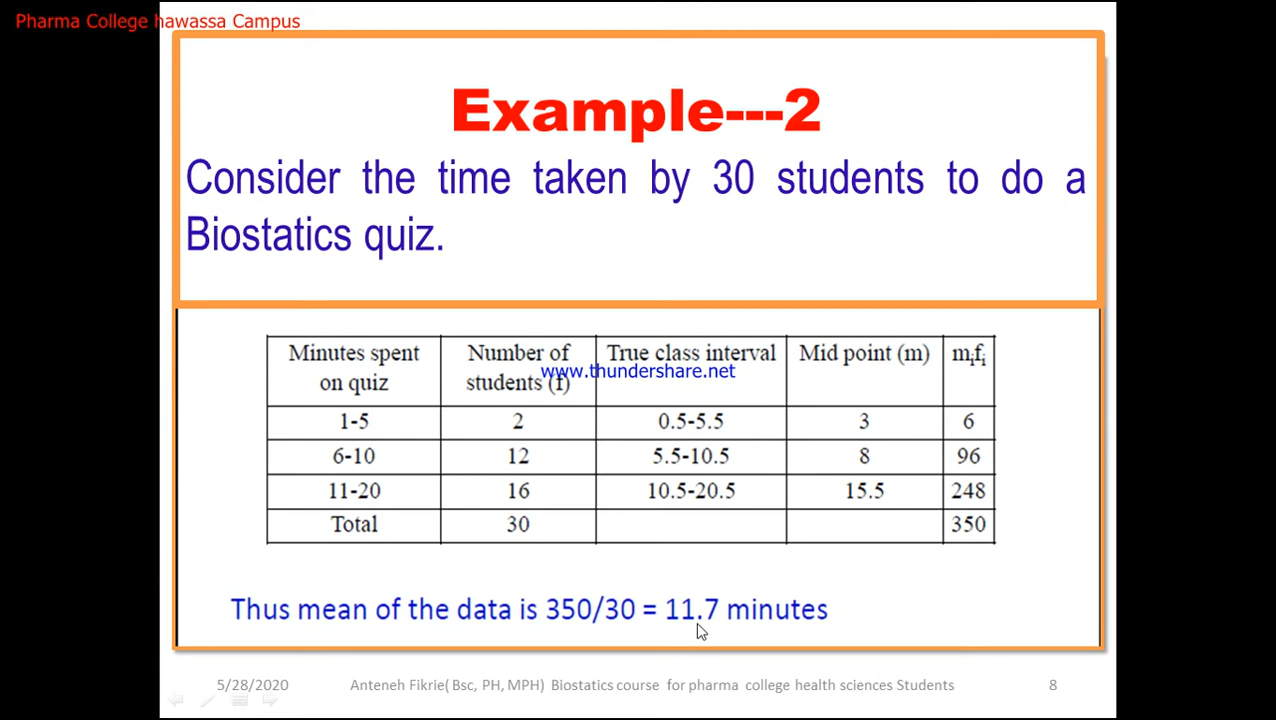 Pharma College hawassa Campus
Example---2
Consider the time taken by 30 students to do a
Biostatics quiz.
Minutes spent on quiz | Number of students (f) | True class interval | Mid point (m) | mifi
www.thundershare.net
1-5 | 2 | 0.5-5.5 | 3 | 6
6-10 | 12 | 5.5-10.5 | 8 | 96
11-20 | 16 | 10.5-20.5 | 15.5 | 248
Total | 30 | | | 350
Thus mean of the data is 350/30 = 11.7 minutes
5/28/2020 Anteneh Fikrie( Bsc, PH, MPH) Biostatics course for pharma college health sciences Students 8